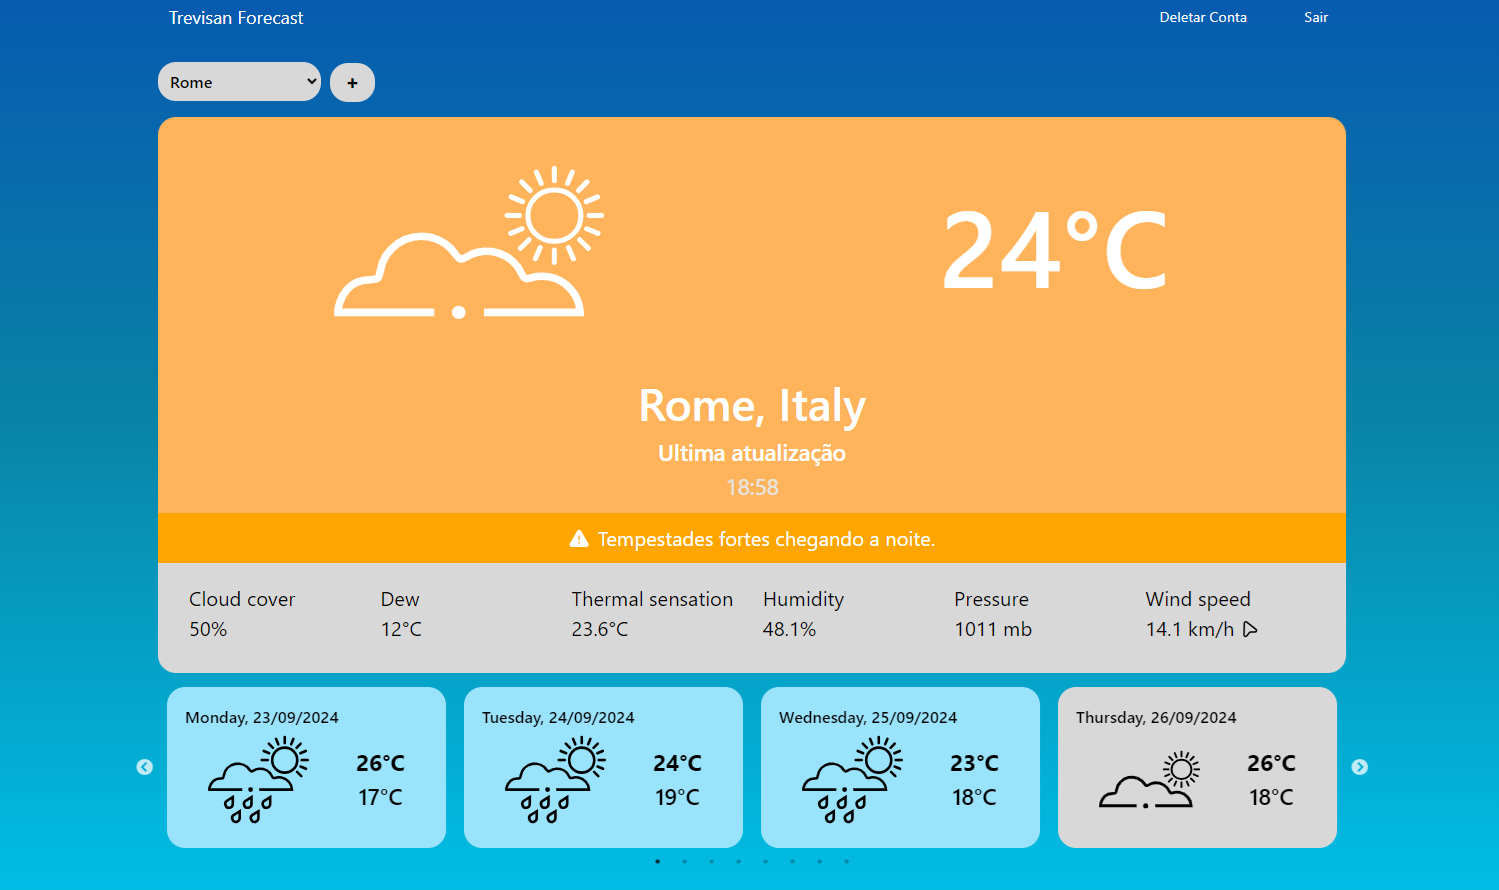 Trevisan Forecast
Deletar Conta
Sair
Rome
+
24°C
Rome, Italy
Ultima atualização
18:58
Tempestades fortes chegando a noite.
Cloud cover
50%
Dew
12°C
Thermal sensation
23.6°C
Humidity
48.1%
Pressure
1011 mb
Wind speed
14.1 km/h
Monday, 23/09/2024
26°C
17°C
Tuesday, 24/09/2024
24°C
19°C
Wednesday, 25/09/2024
23°C
18°C
Thursday, 26/09/2024
26°C
18°C